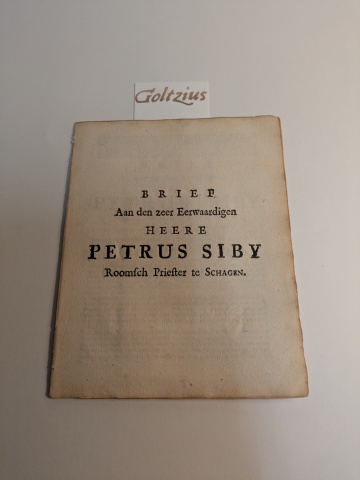 Goltzius
BRIEF
Aan den zeer Eerwaardigen
HEERE
PETRUS SIBY
Roomsch Priester te SCHAGEN.